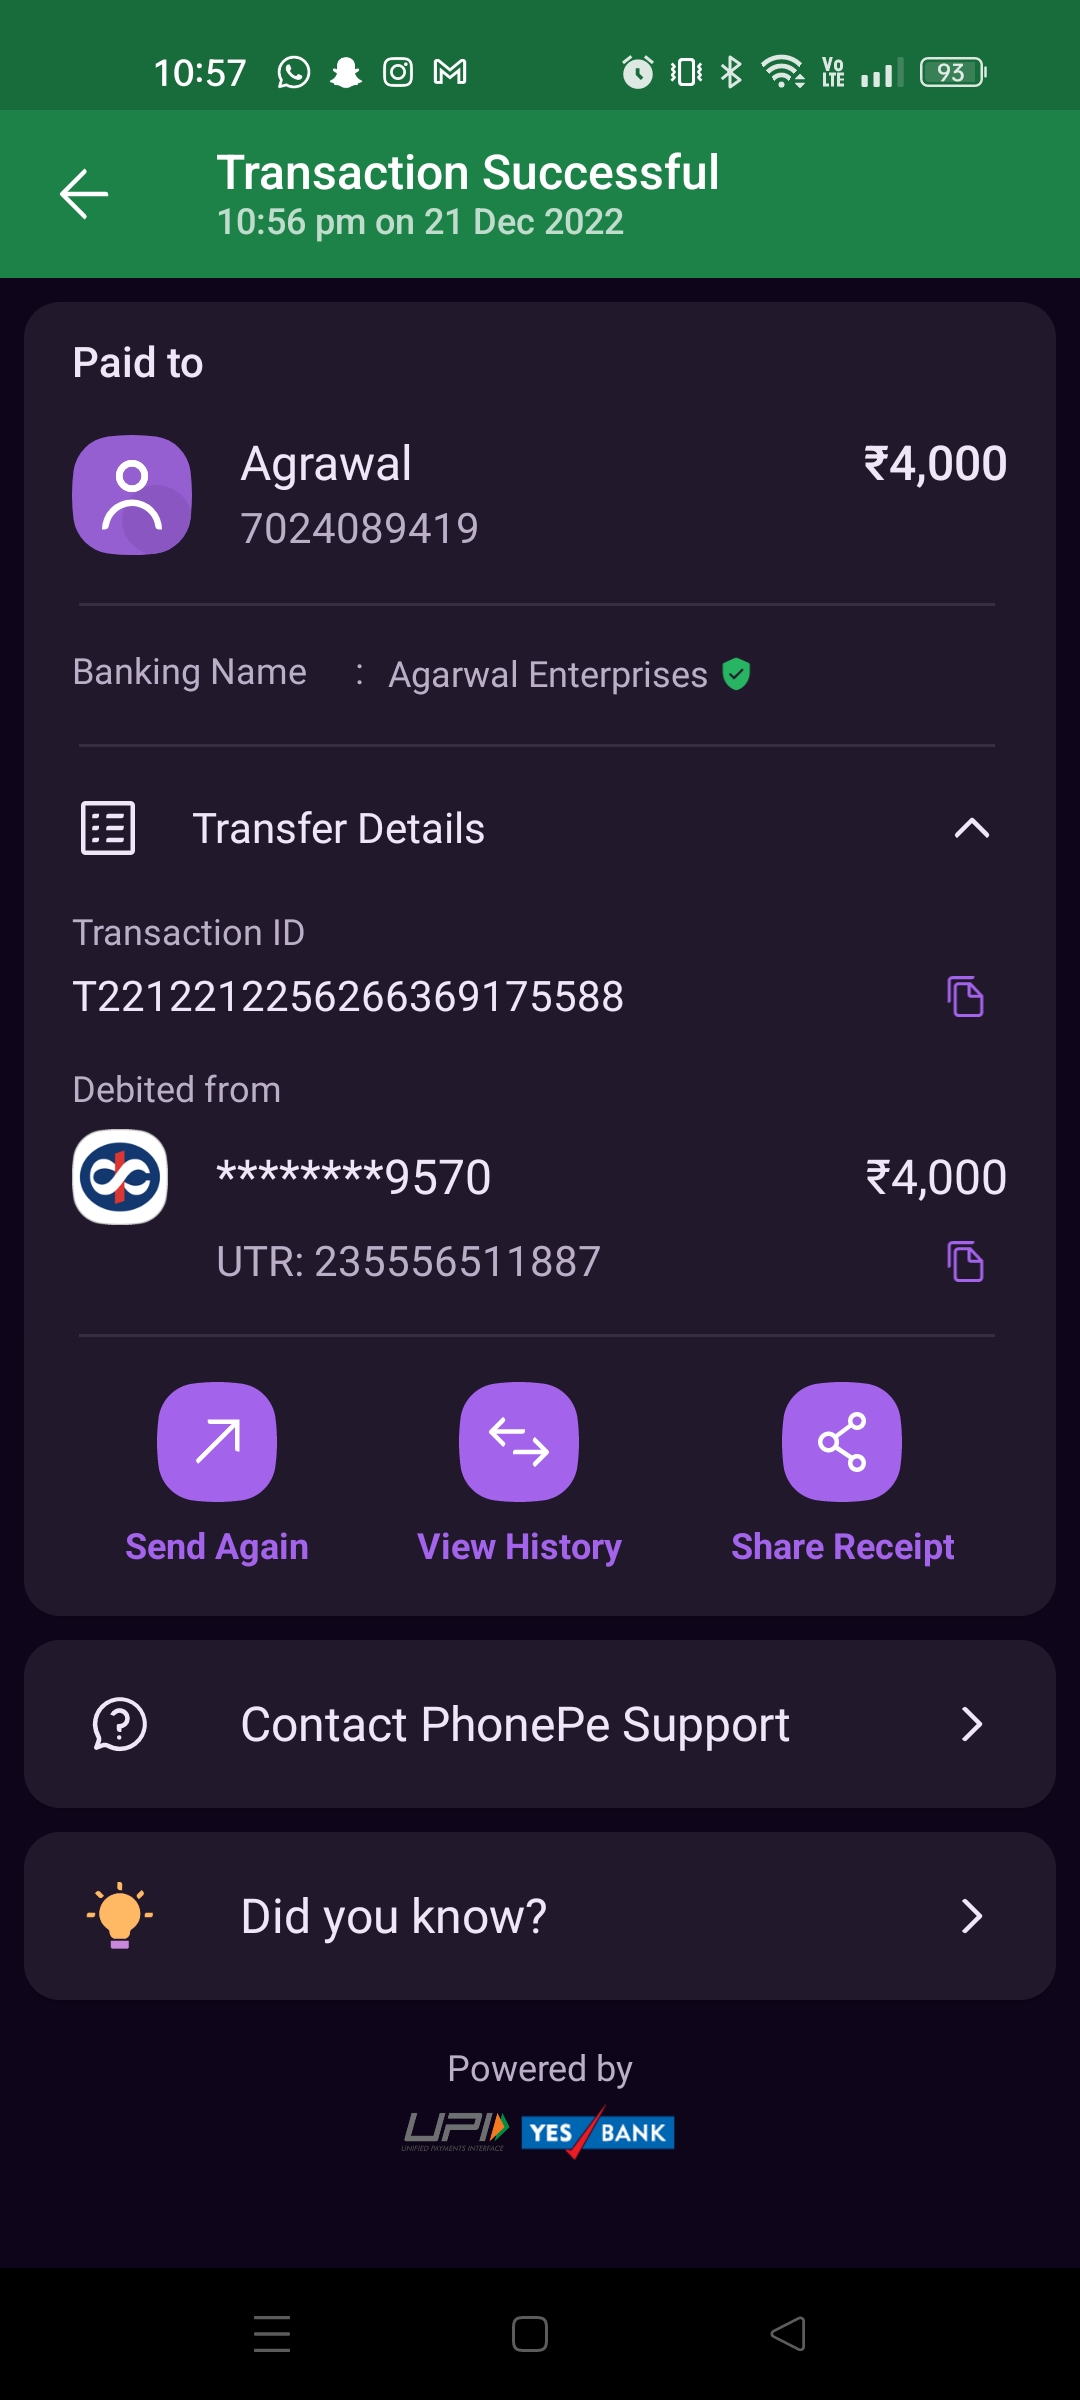 10:57
Vo LTE
93
Transaction Successful
10:56 pm on 21 Dec 2022
Paid to
Agrawal ₹4,000
7024089419
Banking Name : Agarwal Enterprises
Transfer Details
Transaction ID
T2212212256266369175588
Debited from
********9570 ₹4,000
UTR: 235556511887
Send Again View History Share Receipt
Contact PhonePe Support
Did you know?
Powered by
UPI YES BANK
UNIFIED PAYMENTS INTERFACE